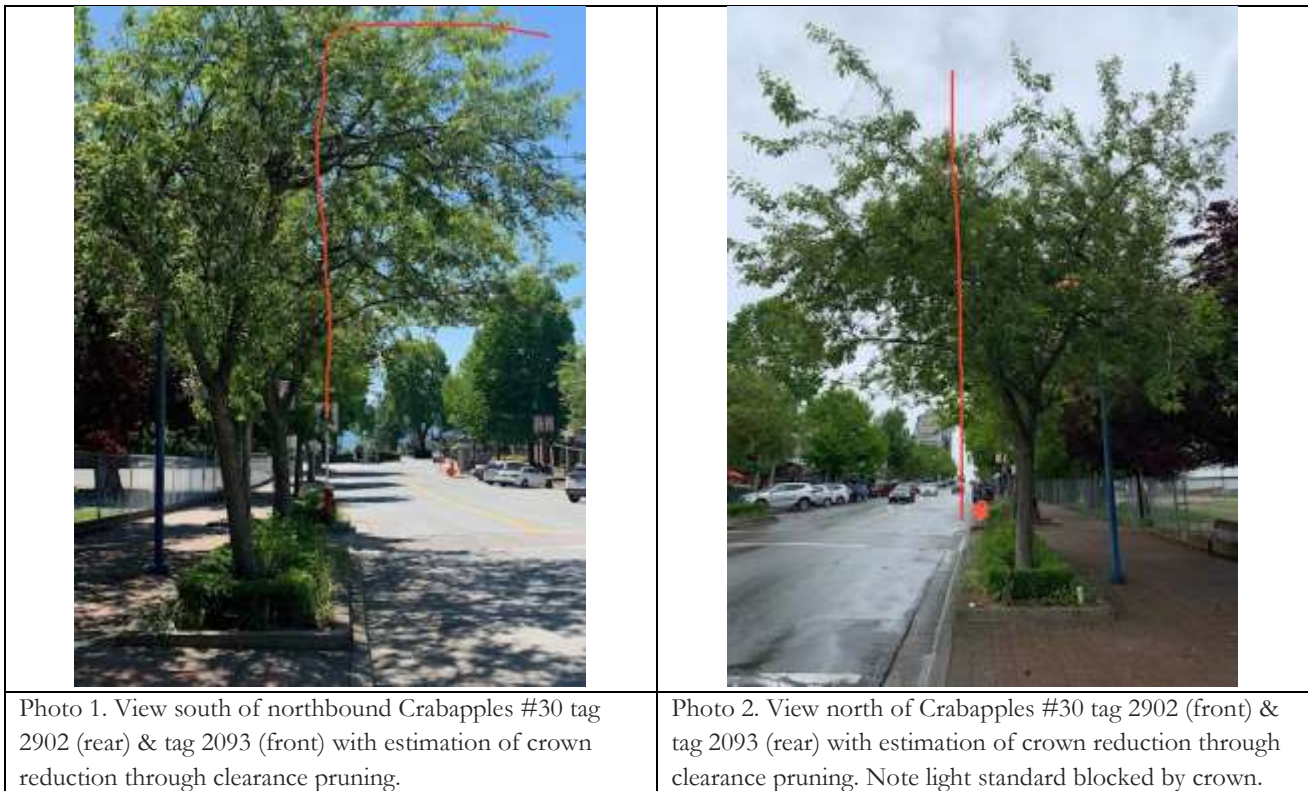 Photo 1. View south of northbound Crabapples #30 tag
2902 (rear) & tag 2093 (front) with estimation of crown
reduction through clearance pruning.
Photo 2. View north of Crabapples #30 tag 2902 (front) &
tag 2093 (rear) with estimation of crown reduction through
clearance pruning. Note light standard blocked by crown.